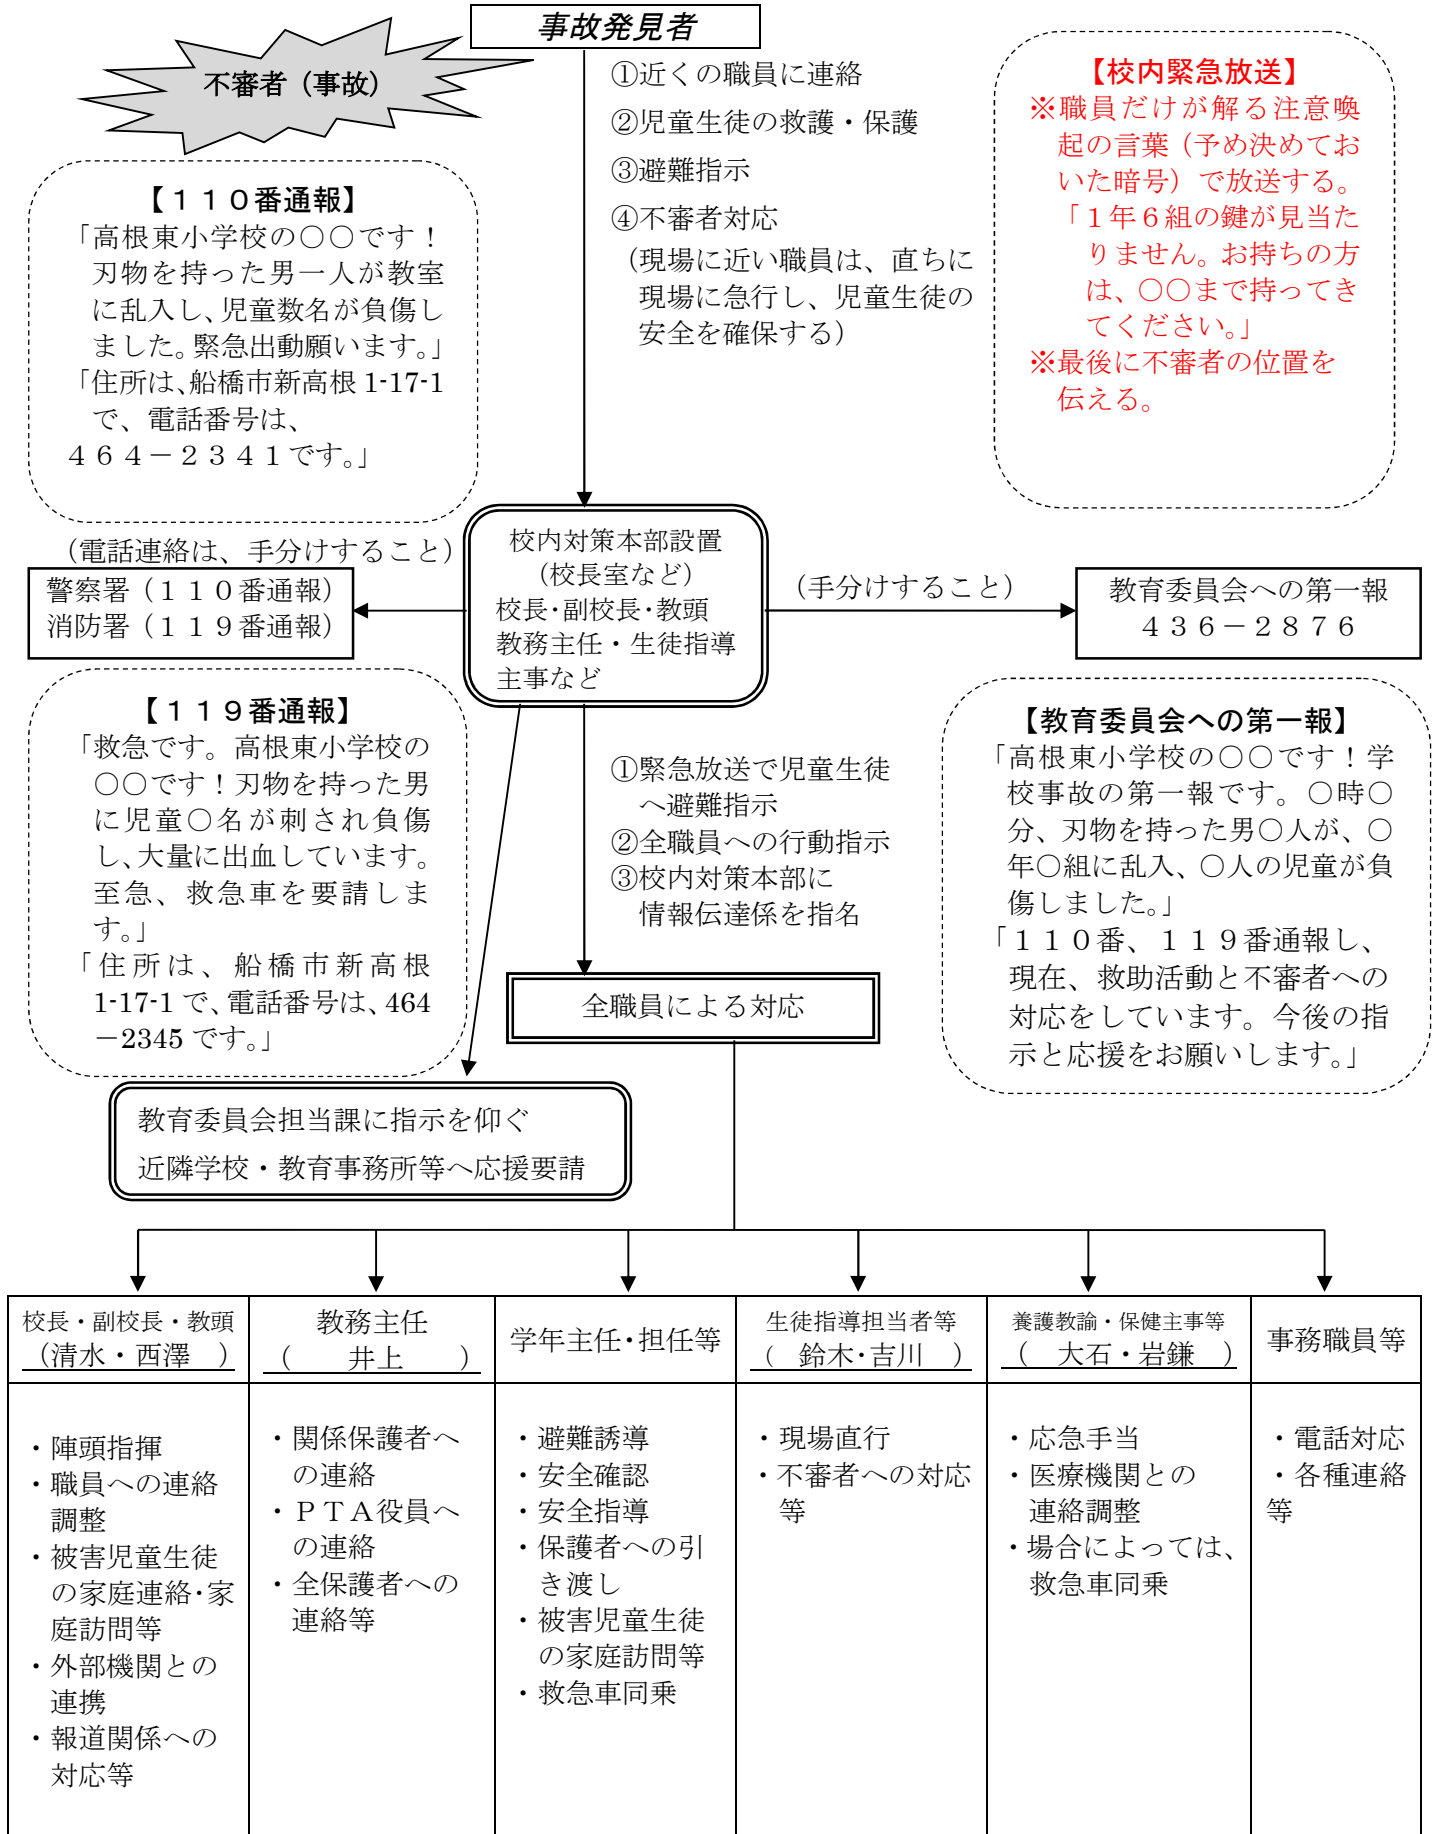 事故発見者
不審者（事故）
①近くの職員に連絡
②児童生徒の救護・保護
③避難指示
④不審者対応
（現場に近い職員は、直ちに
現場に急行し、児童生徒の
安全を確保する）
【校内緊急放送】
※職員だけが解る注意喚
起の言葉（予め決めてお
いた暗号）で放送する。
「１年６組の鍵が見当た
りません。お持ちの方
は、〇〇まで持ってき
てください。」
※最後に不審者の位置を
伝える。
【１１０番通報】
「高根東小学校の〇〇です！
刃物を持った男一人が教室
に乱入し、児童数名が負傷し
ました。緊急出動願います。」
「住所は、船橋市新高根 1-17-1
で、電話番号は、
４６４－２３４１です。」
（電話連絡は、手分けすること）
警察署（１１０番通報）
消防署（１１９番通報）
校内対策本部設置
（校長室など）
校長・副校長・教頭
教務主任・生徒指導
主事など
（手分けすること）
教育委員会への第一報
４３６－２８７６
【１１９番通報】
「救急です。高根東小学校の
〇〇です！刃物を持った男
に児童〇名が刺され負傷
し、大量に出血しています。
至急、救急車を要請しま
す。」
「住所は、船橋市新高根
1-17-1 で、電話番号は、464
－2345 です。」
①緊急放送で児童生徒
へ避難指示
②全職員への行動指示
③校内対策本部に
情報伝達係を指名
【教育委員会への第一報】
「高根東小学校の〇〇です！学
校事故の第一報です。〇時〇
分、刃物を持った男〇人が、〇
年〇組に乱入、〇人の児童が負
傷しました。」
「１１０番、１１９番通報し、
現在、救助活動と不審者への
対応をしています。今後の指
示と応援をお願いします。」
全職員による対応
教育委員会担当課に指示を仰ぐ
近隣学校・教育事務所等へ応援要請
校長・副校長・教頭
（清水・西澤　）
・陣頭指揮
・職員への連絡
調整
・被害児童生徒
の家庭連絡・家
庭訪問等
・外部機関との
連携
・報道関係への
対応等
教務主任
（　　井上　　）
・関係保護者へ
の連絡
・ＰＴＡ役員へ
の連絡
・全保護者への
連絡等
学年主任・担任等
・避難誘導
・安全確認
・安全指導
・保護者への引
き渡し
・被害児童生徒
の家庭訪問等
・救急車同乗
生徒指導担当者等
（　鈴木・吉川　）
・現場直行
・不審者への対応
等
養護教諭・保健主事等
（　大石・岩鎌　）
・応急手当
・医療機関との
連絡調整
・場合によっては、
救急車同乗
事務職員等
・電話対応
・各種連絡
等